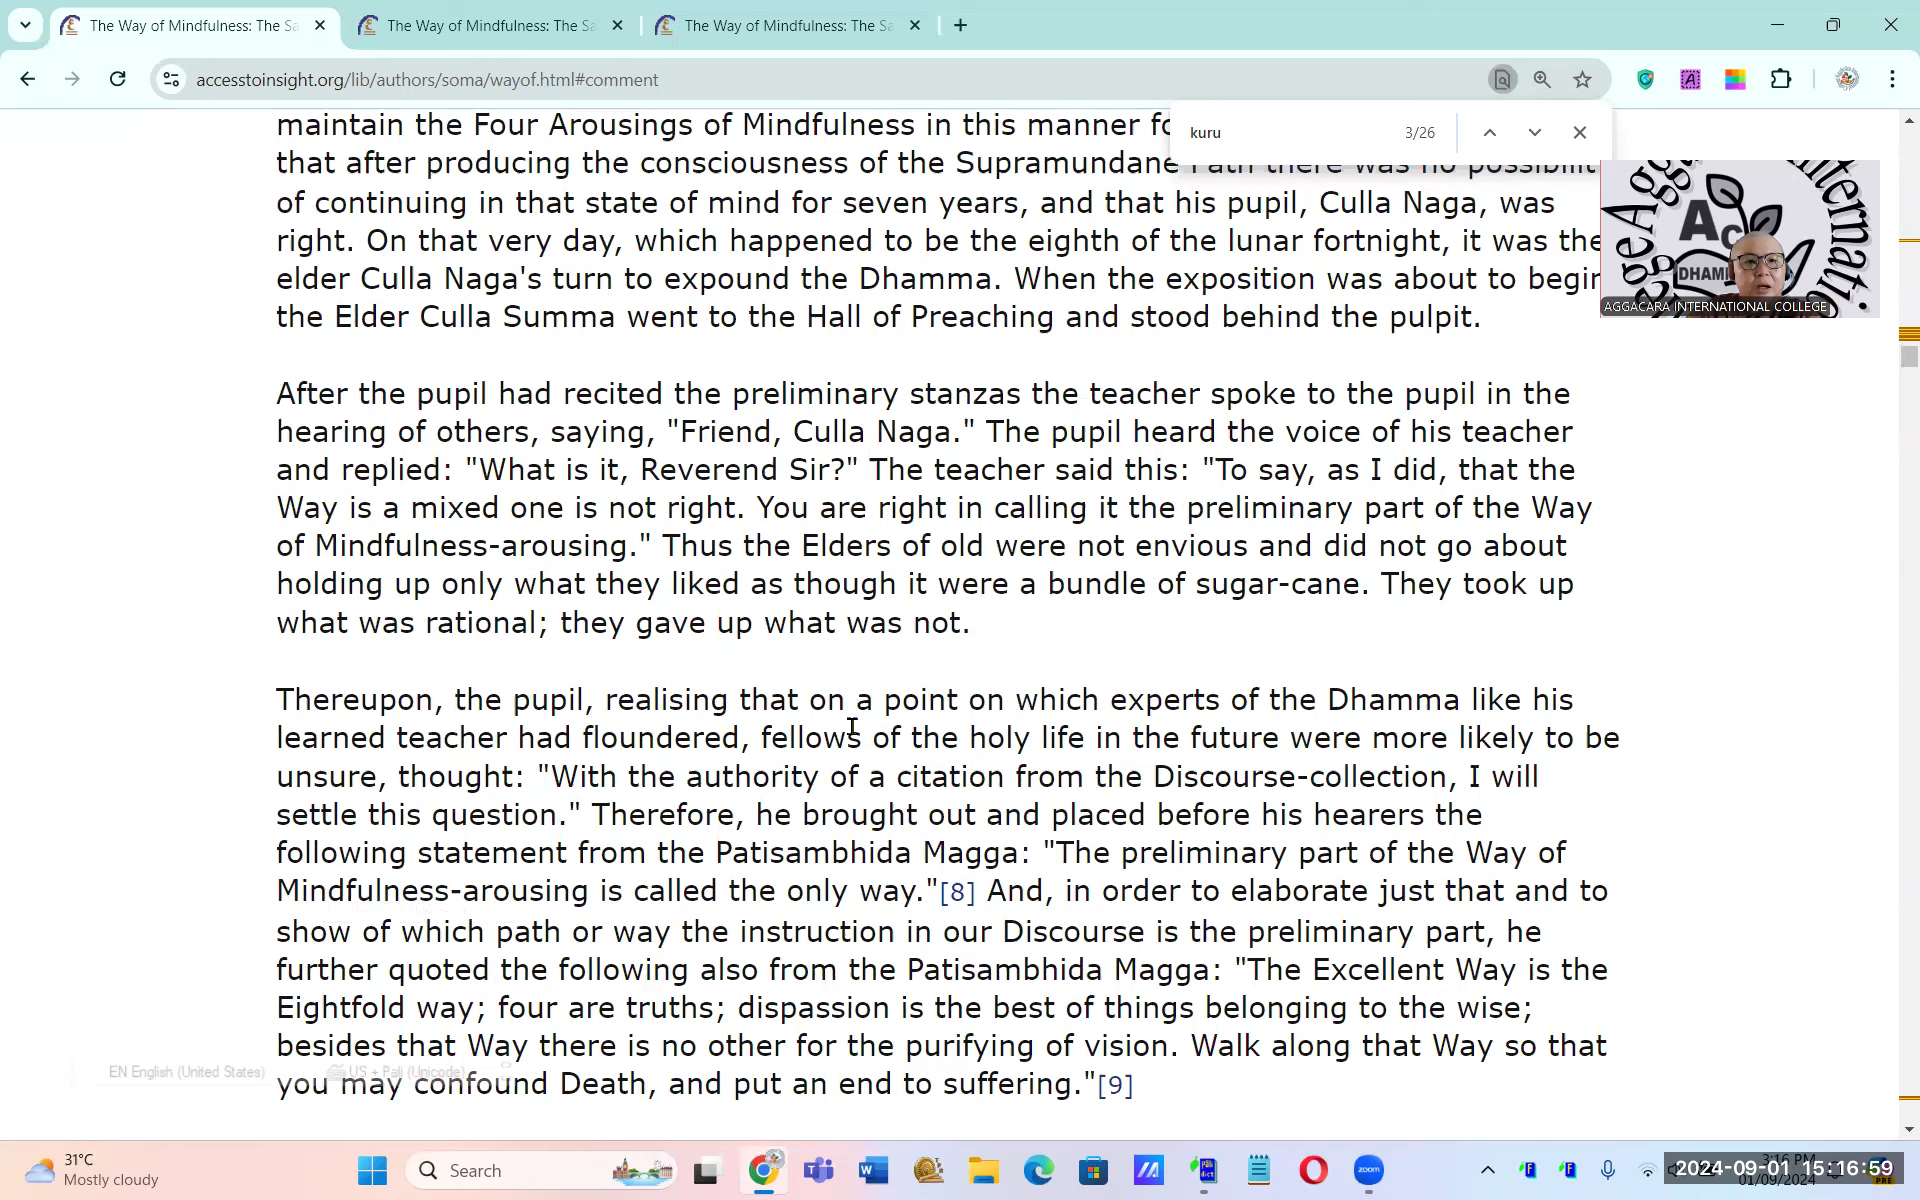 The Way of Mindfulness: The Sa
The Way of Mindfulness: The Sa
The Way of Mindfulness: The Sa
accesstoinsight.org/lib/authors/soma/wayof.html#comment
kuru
3/26
maintain the Four Arousings of Mindfulness in this manner
that after producing the consciousness of the Supramundane Path there was no
of continuing in that state of mind for seven years, and that his pupil, Culla Naga, was
right. On that very day, which happened to be the eighth of the lunar fortnight, it was the
elder Culla Naga's turn to expound the Dhamma. When the exposition was about to begin
the Elder Culla Summa went to the Hall of Preaching and stood behind the pulpit.
AGGACARA INTERNATIONAL COLLEGE
After the pupil had recited the preliminary stanzas the teacher spoke to the pupil in the
hearing of others, saying, "Friend, Culla Naga." The pupil heard the voice of his teacher
and replied: "What is it, Reverend Sir?" The teacher said this: "To say, as I did, that the
Way is a mixed one is not right. You are right in calling it the preliminary part of the Way
of Mindfulness-arousing." Thus the Elders of old were not envious and did not go about
holding up only what they liked as though it were a bundle of sugar-cane. They took up
what was rational; they gave up what was not.
Thereupon, the pupil, realising that on a point on which experts of the Dhamma like his
learned teacher had floundered, fellows of the holy life in the future were more likely to be
unsure, thought: "With the authority of a citation from the Discourse-collection, I will
settle this question." Therefore, he brought out and placed before his hearers the
following statement from the Patisambhida Magga: "The preliminary part of the Way of
Mindfulness-arousing is called the only way."[8] And, in order to elaborate just that and to
show of which path or way the instruction in our Discourse is the preliminary part, he
further quoted the following also from the Patisambhida Magga: "The Excellent Way is the
Eightfold way; four are truths; dispassion is the best of things belonging to the wise;
besides that Way there is no other for the purifying of vision. Walk along that Way so that
you may confound Death, and put an end to suffering."[9]
EN English (United States)
US + Pali (Unicode)
31°C
Mostly cloudy
Search
3:16 PM
01/09/2024
2024-09-01 15:16:59